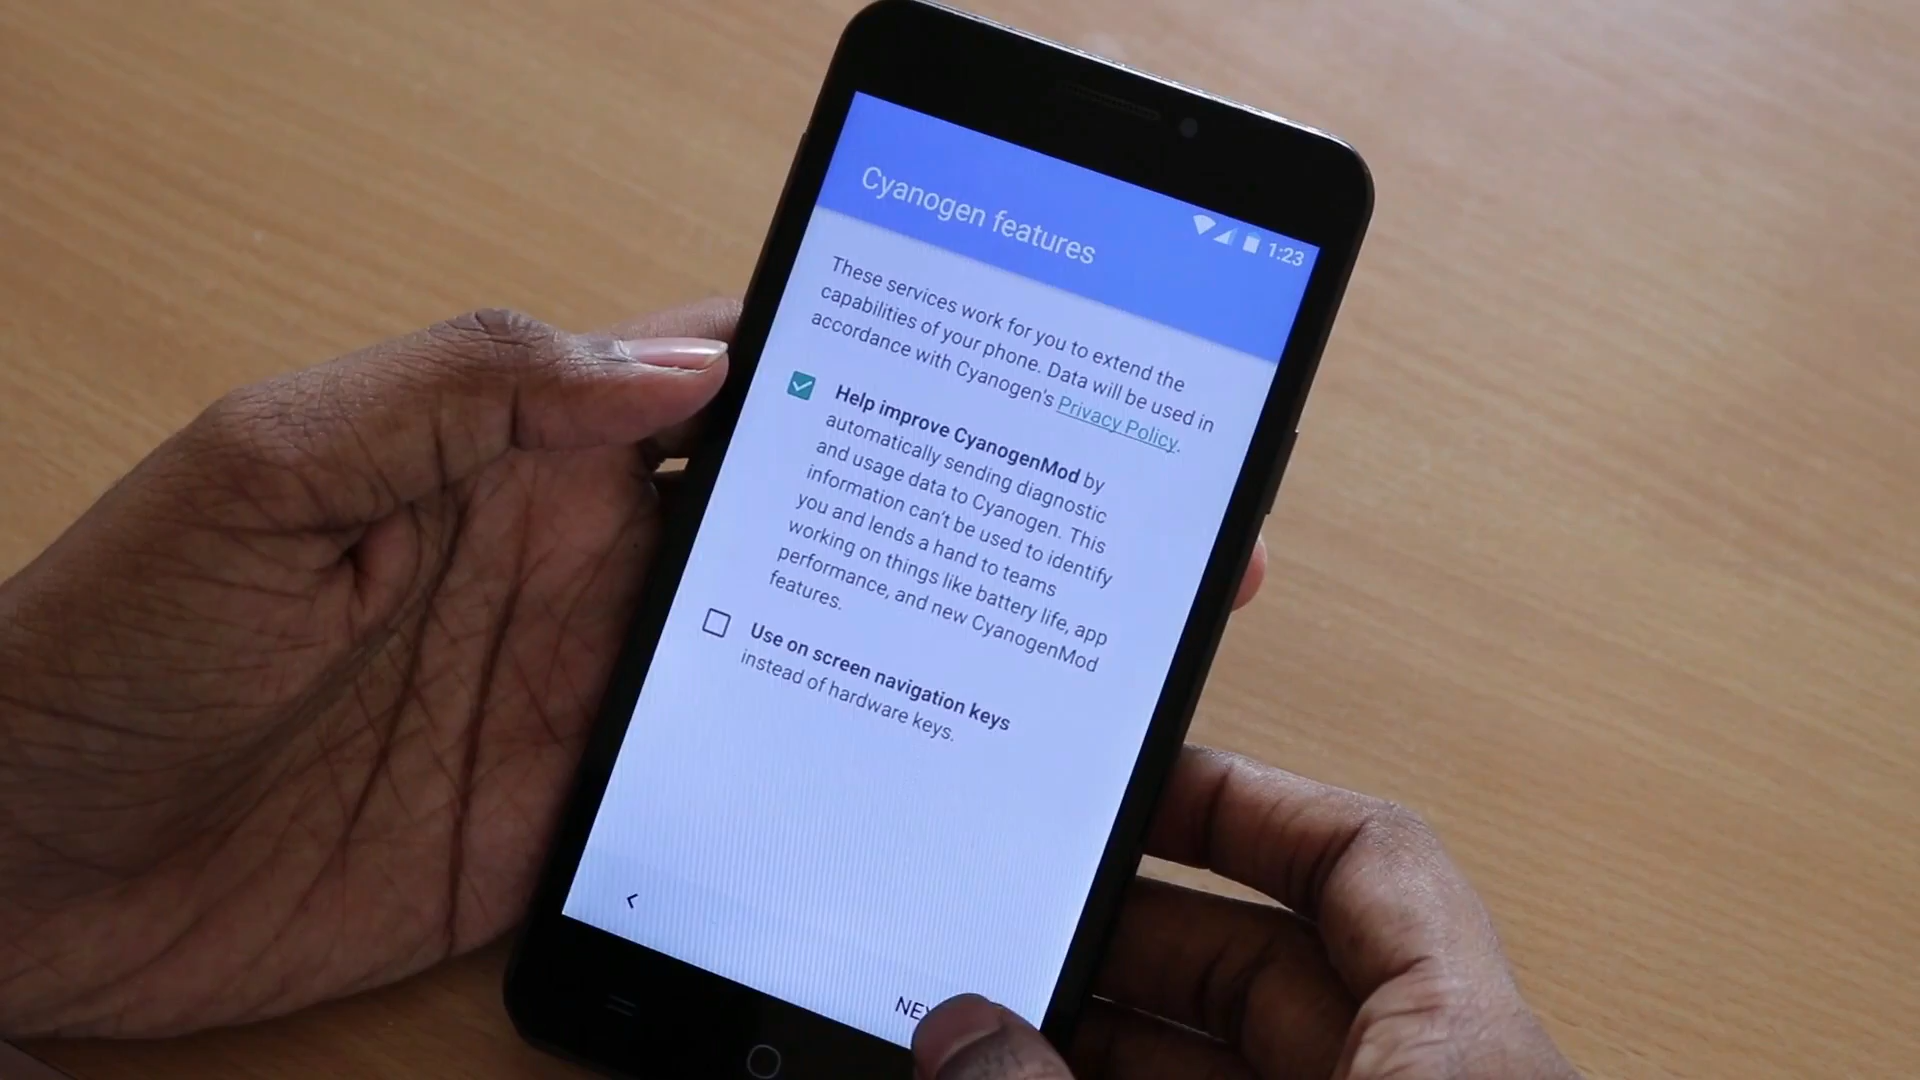 1:23
Cyanogen features
These services work for you to extend the
capabilities of your phone. Data will be used in
accordance with Cyanogen's Privacy Policy.
Help improve CyanogenMod by
automatically sending diagnostic
and usage data to Cyanogen. This
information can't be used to identify
you and lends a hand to teams
working on things like battery life, app
performance, and new CyanogenMod
features.
Use on screen navigation keys
instead of hardware keys.